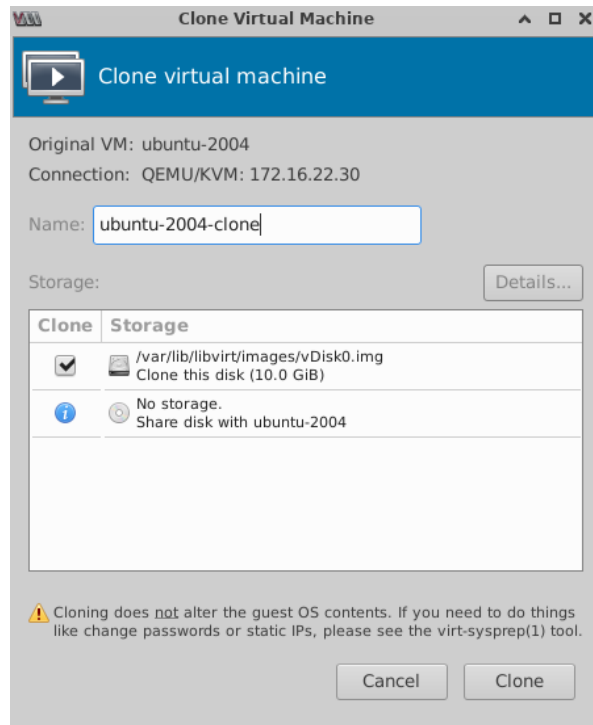 Clone Virtual Machine
Clone virtual machine
Original VM: ubuntu-2004
Connection: QEMU/KVM: 172.16.22.30
Name: ubuntu-2004-clone
Storage: Details...
Clone Storage
/var/lib/libvirt/images/vDisk0.img
Clone this disk (10.0 GiB)
No storage.
Share disk with ubuntu-2004
Cloning does not alter the guest OS contents. If you need to do things
like change passwords or static IPs, please see the virt-sysprep(1) tool.
Cancel Clone